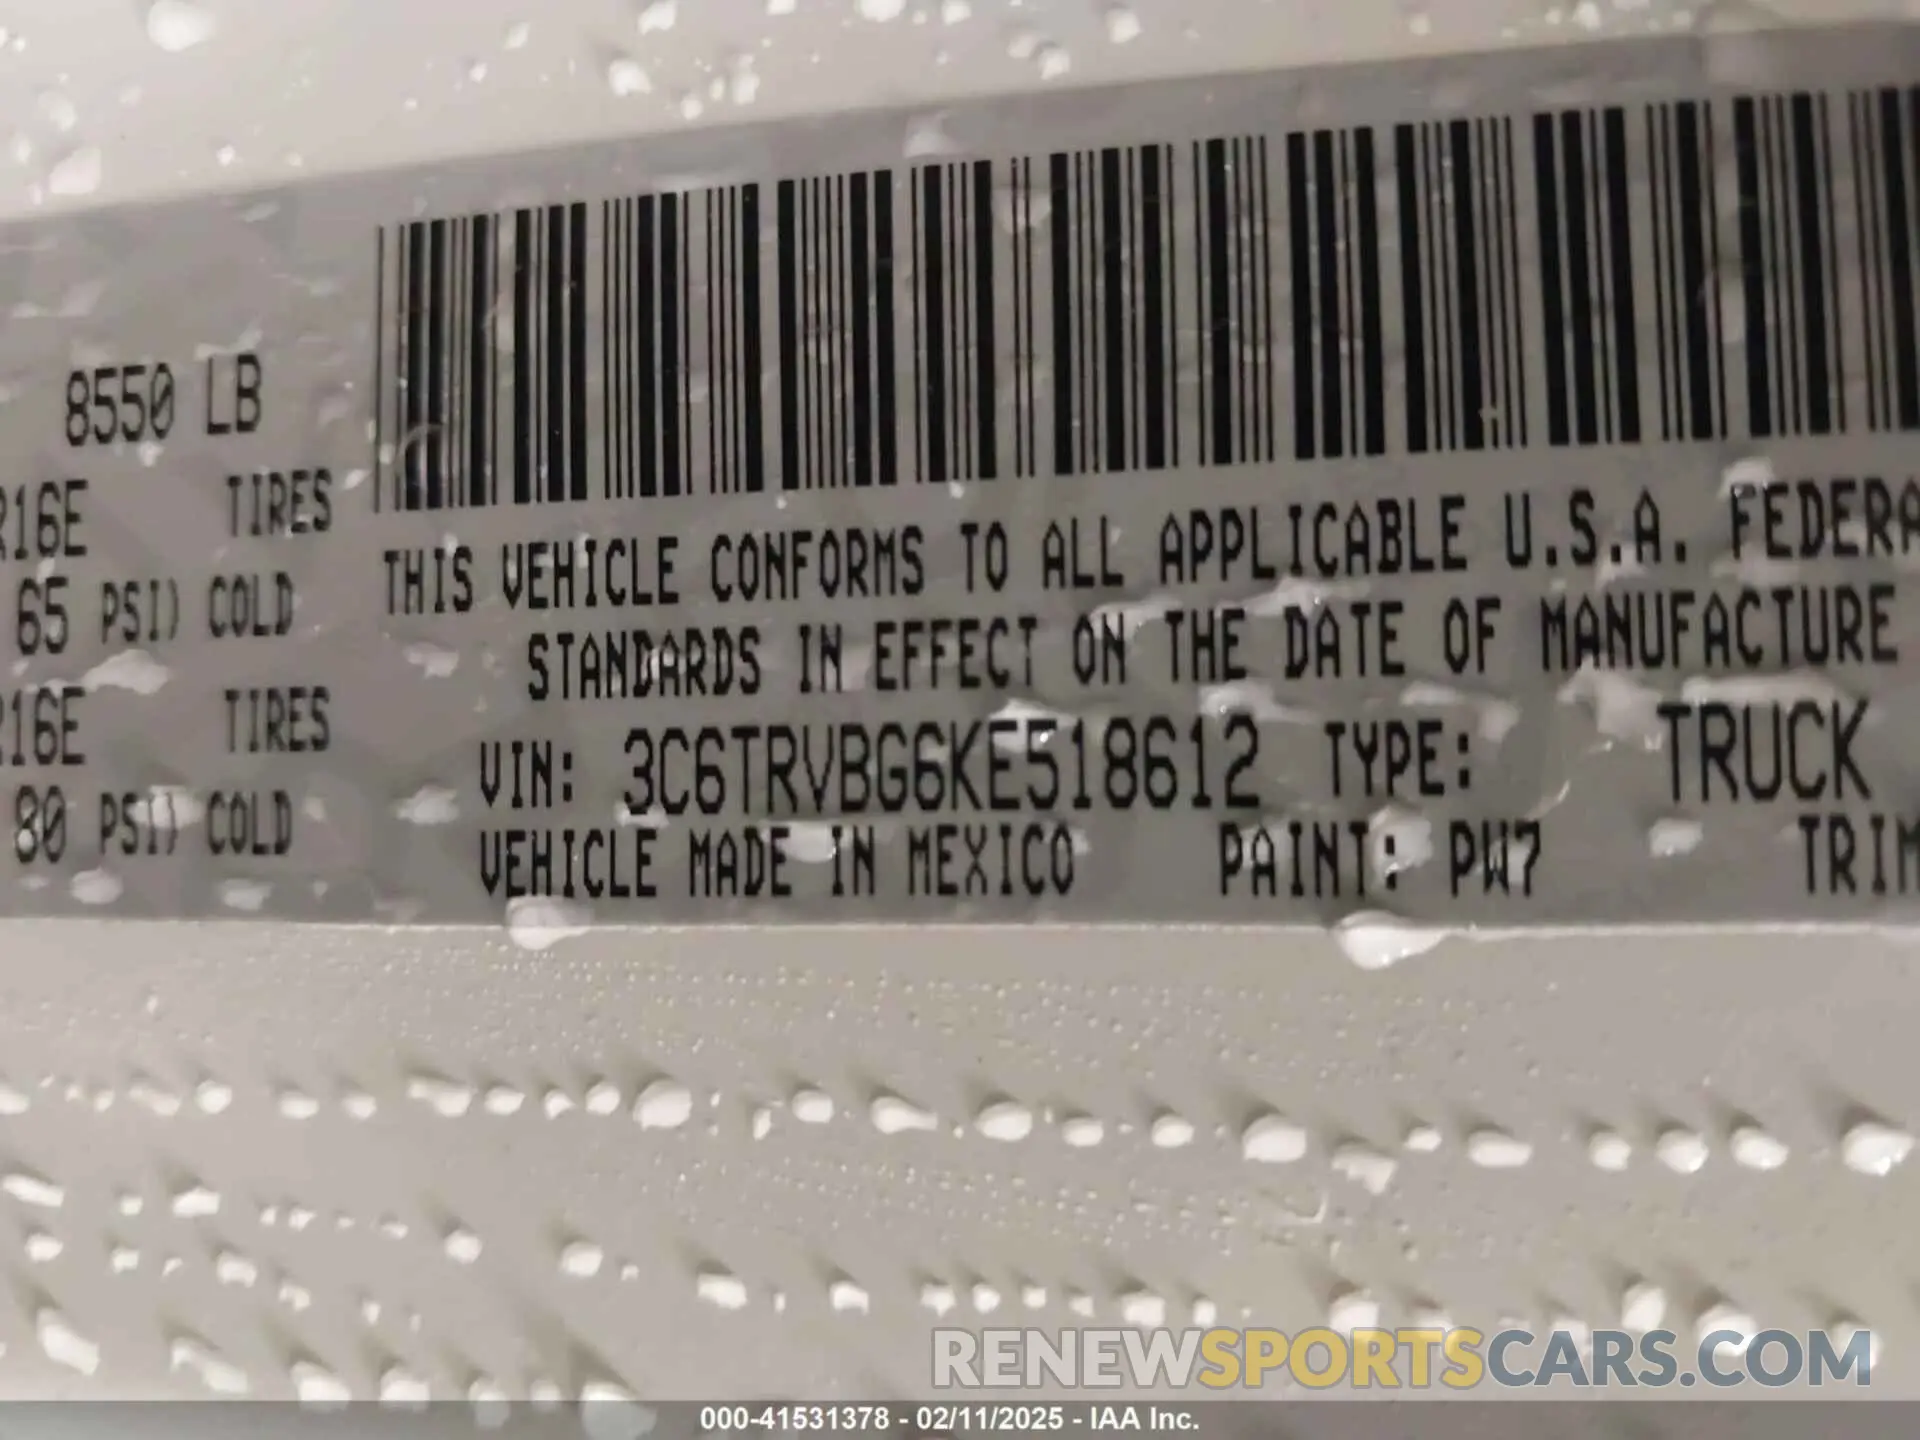 8550 LB
R16E TIRES
65 PSI) COLD
R16E TIRES
80 PSI) COLD
THIS VEHICLE CONFORMS TO ALL APPLICABLE U.S.A. FEDERA
STANDARDS IN EFFECT ON THE DATE OF MANUFACTURE
VIN: 3C6TRVBG6KE518612 TYPE: TRUCK
VEHICLE MADE IN MEXICO PAINT: PW7 TRIM
RENEWSPORTSCARS.COM
000-41531378 - 02/11/2025 - IAA Inc.